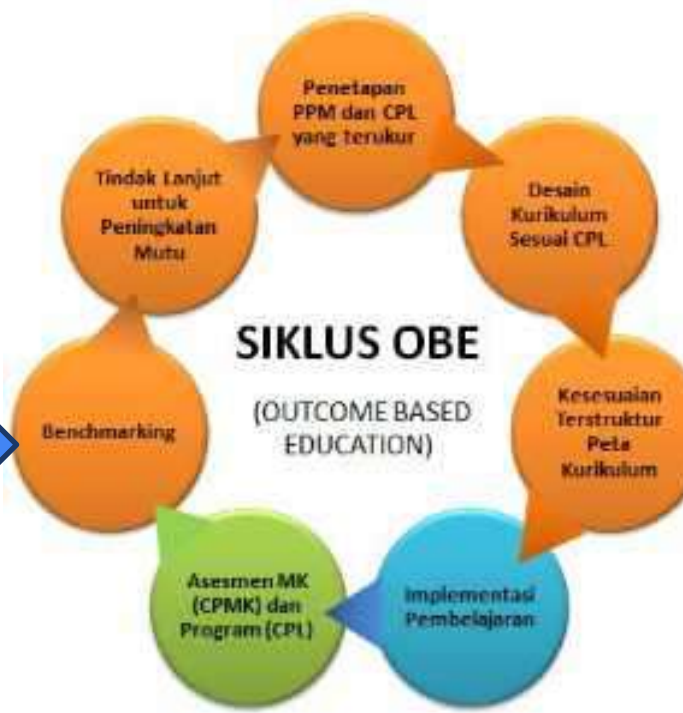 Penetapan
PPM dan CPL
yang terukur
Desain
Kurikulum
Sesuai CPL
Kesesuaian
Terstruktur
Peta
Kurikulum
Implementasi
Pembelajaran
Asesmen MK
(CPMK) dan
Program (CPL)
Benchmarking
Tindak Lanjut
untuk
Peningkatan
Mutu
SIKLUS OBE
(OUTCOME BASED
EDUCATION)